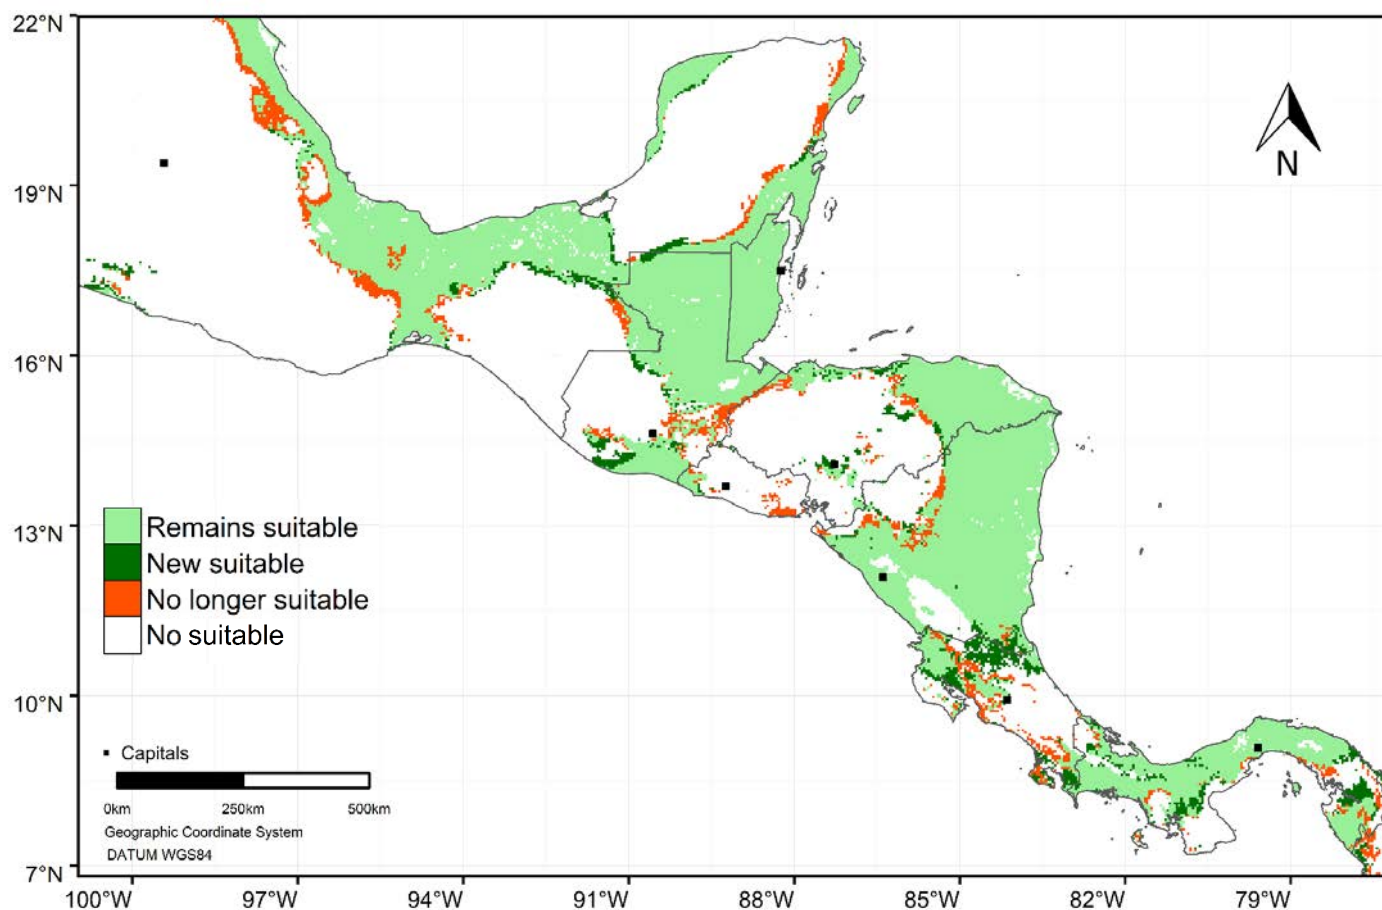 22°N
19°N
16°N
13°N
10°N
7°N
N
Remains suitable
New suitable
No longer suitable
No suitable
Capitals
0km 250km 500km
Geographic Coordinate System
DATUM WGS84
100°W 97°W 94°W 91°W 88°W 85°W 82°W 79°W